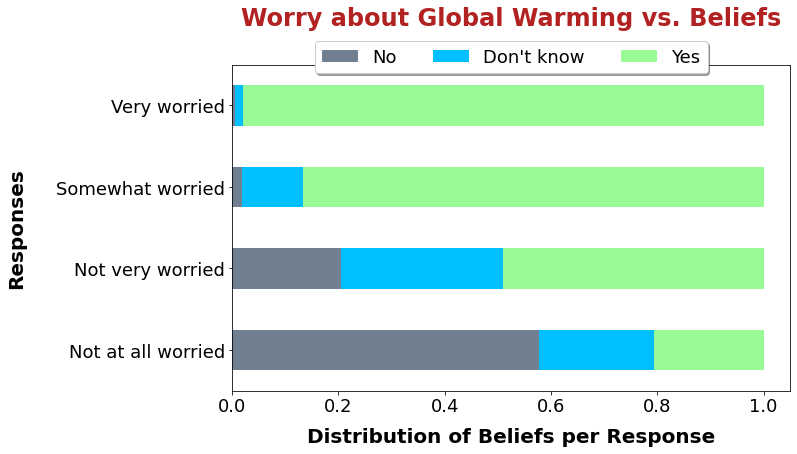 Worry about Global Warming vs. Beliefs
No Don't know Yes
Very worried
Somewhat worried
Not very worried
Not at all worried
Responses
0.0 0.2 0.4 0.6 0.8 1.0
Distribution of Beliefs per Response